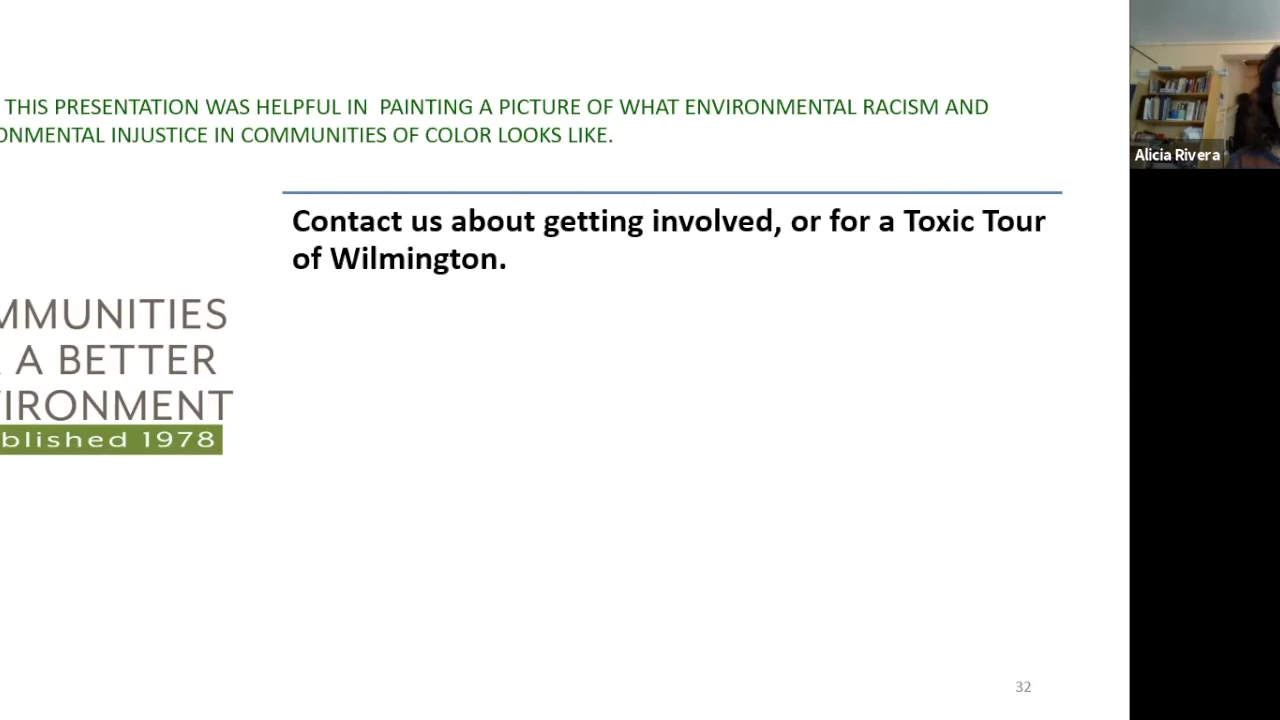 THIS PRESENTATION WAS HELPFUL IN PAINTING A PICTURE OF WHAT ENVIRONMENTAL RACISM AND
ONMENTAL INJUSTICE IN COMMUNITIES OF COLOR LOOKS LIKE.
Contact us about getting involved, or for a Toxic Tour
of Wilmington.
MMUNITIES
A BETTER
IRONMENT
blished 1978
Alicia Rivera
32